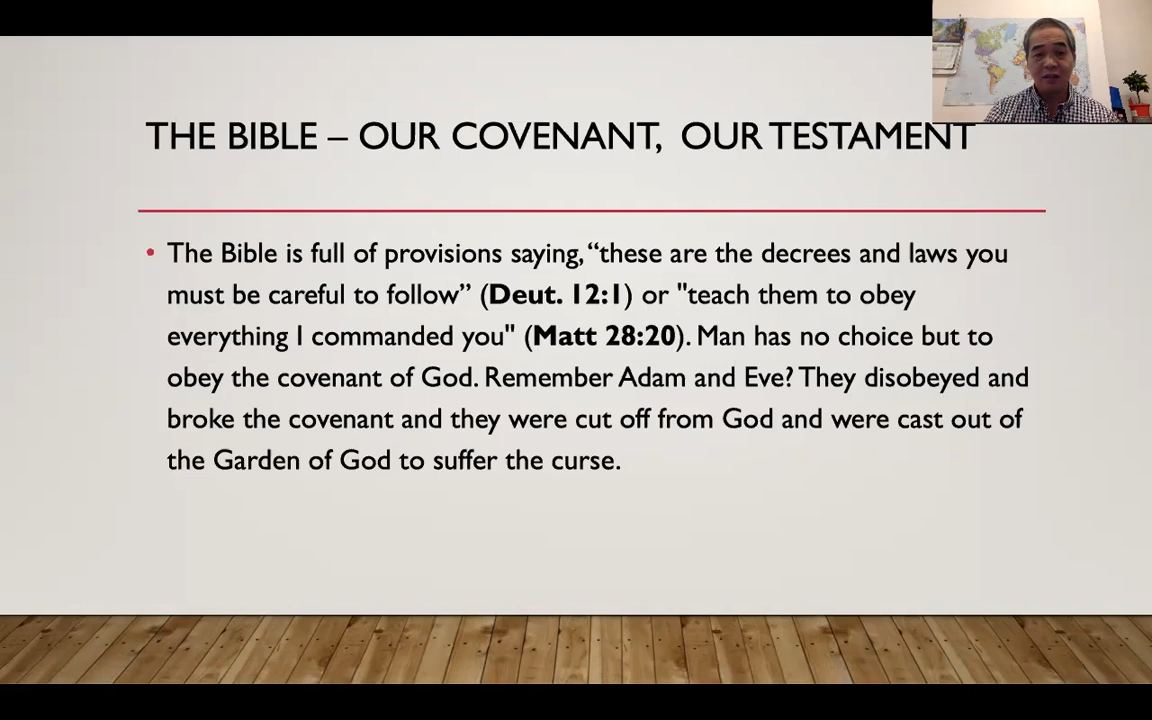 THE BIBLE – OUR COVENANT, OUR TESTAMENT
• The Bible is full of provisions saying, “these are the decrees and laws you
must be careful to follow” (Deut. 12:1) or "teach them to obey
everything I commanded you" (Matt 28:20). Man has no choice but to
obey the covenant of God. Remember Adam and Eve? They disobeyed and
broke the covenant and they were cut off from God and were cast out of
the Garden of God to suffer the curse.